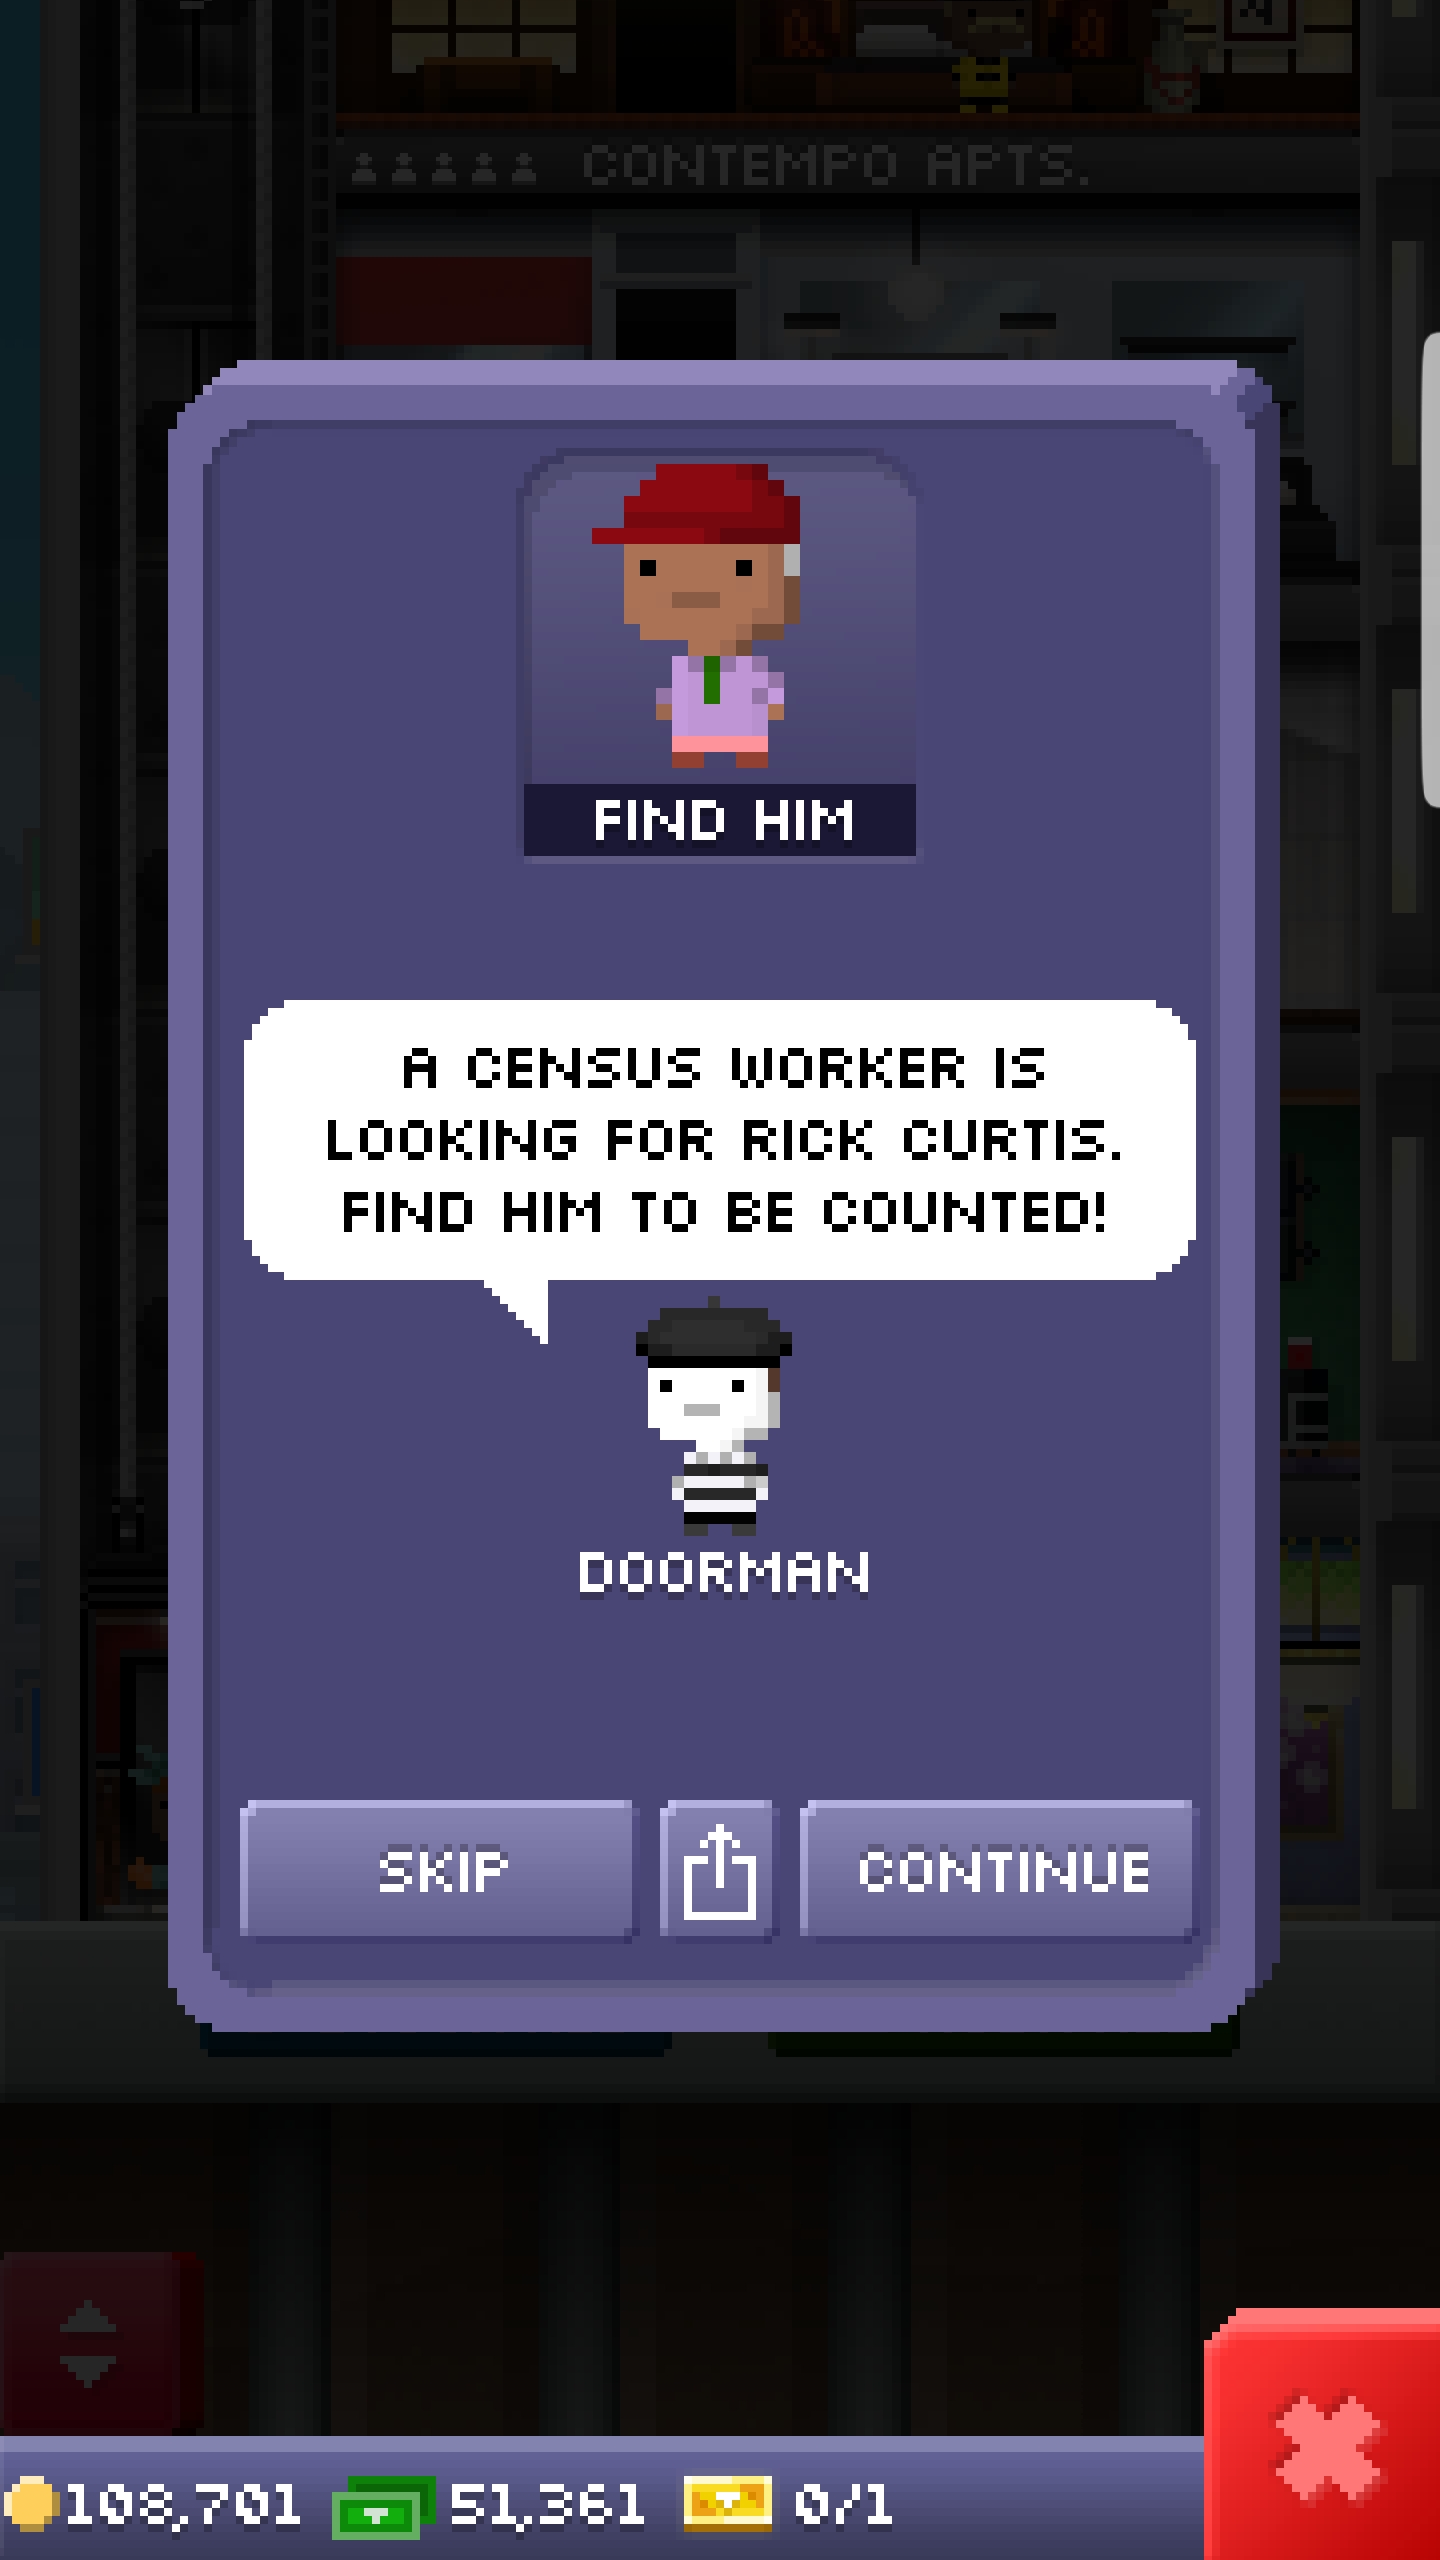 CONTEMPO APTS.
FIND HIM
A CENSUS WORKER IS
LOOKING FOR RICK CURTIS.
FIND HIM TO BE COUNTED!
DOORMAN
SKIP
CONTINUE
108,701 51,361 0/1